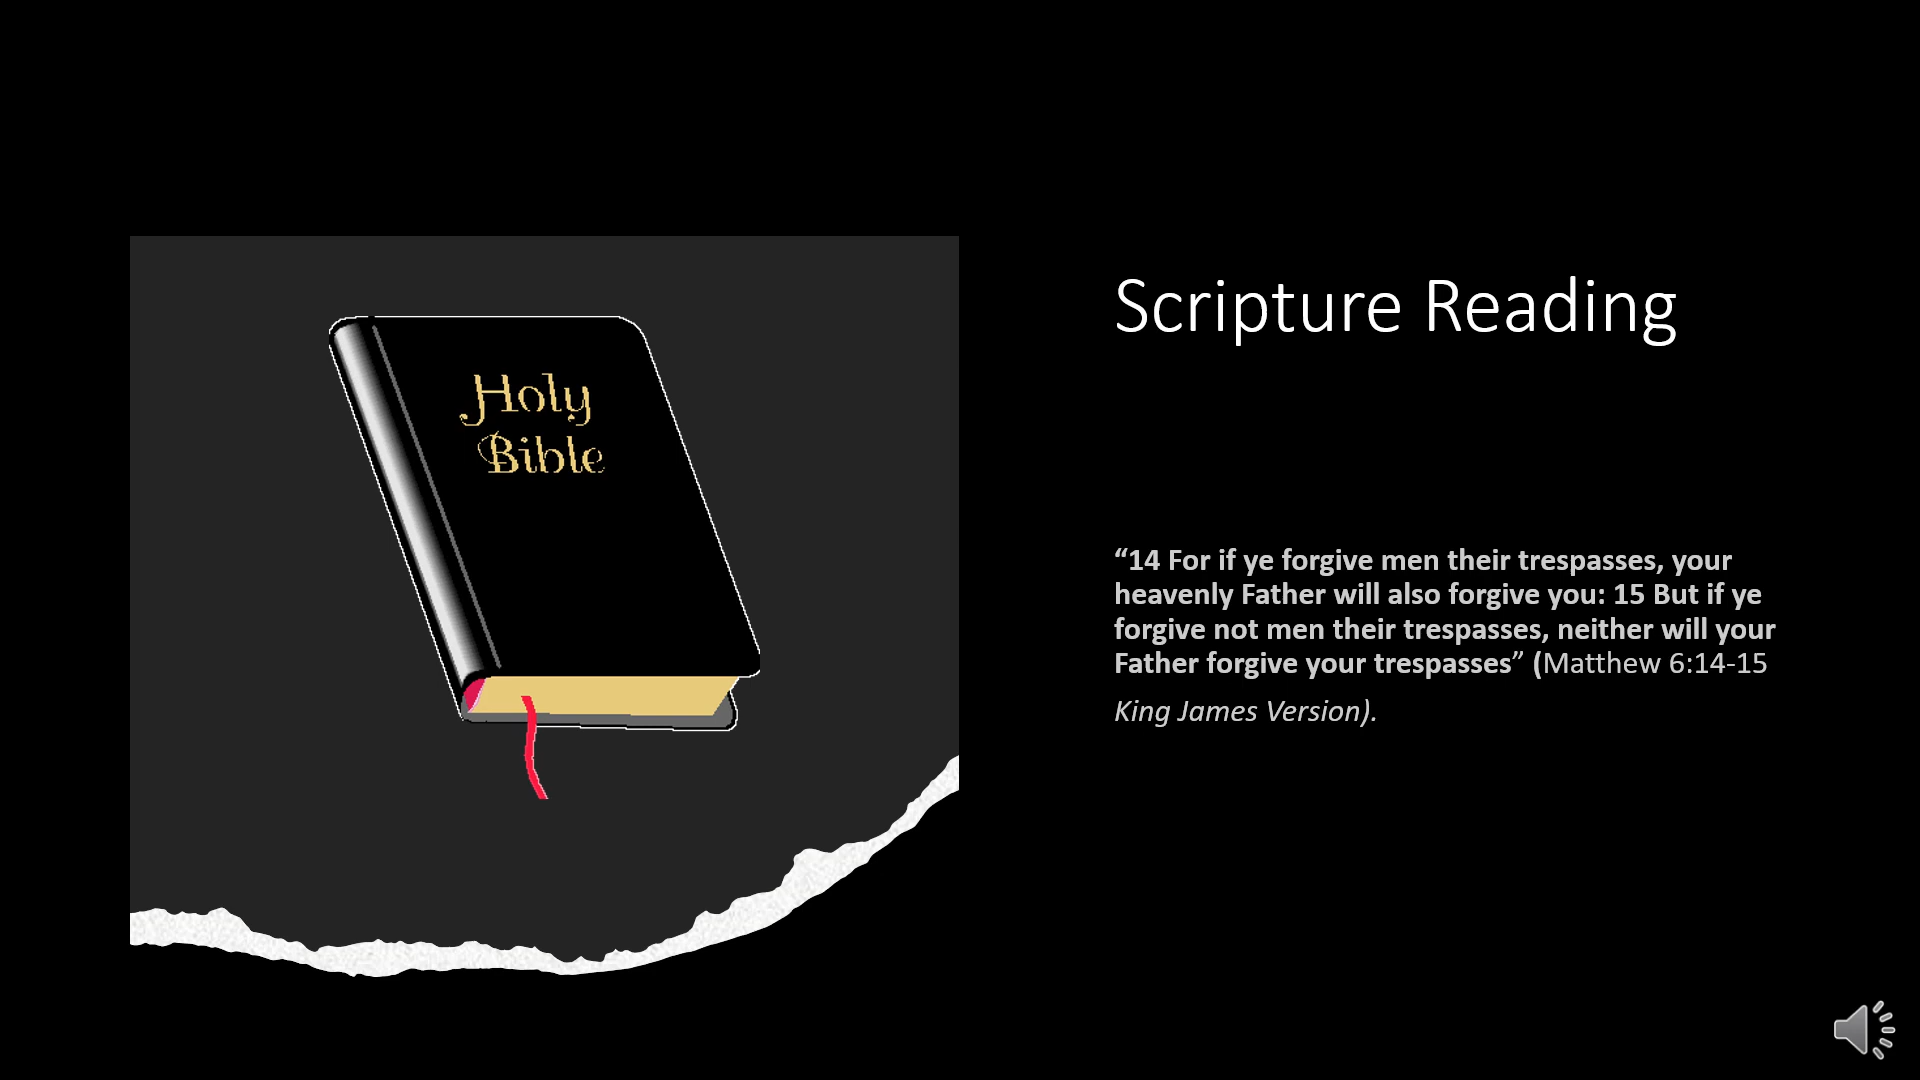 Holy
Bible
Scripture Reading
“14 For if ye forgive men their trespasses, your
heavenly Father will also forgive you: 15 But if ye
forgive not men their trespasses, neither will your
Father forgive your trespasses” (Matthew 6:14-15
King James Version).